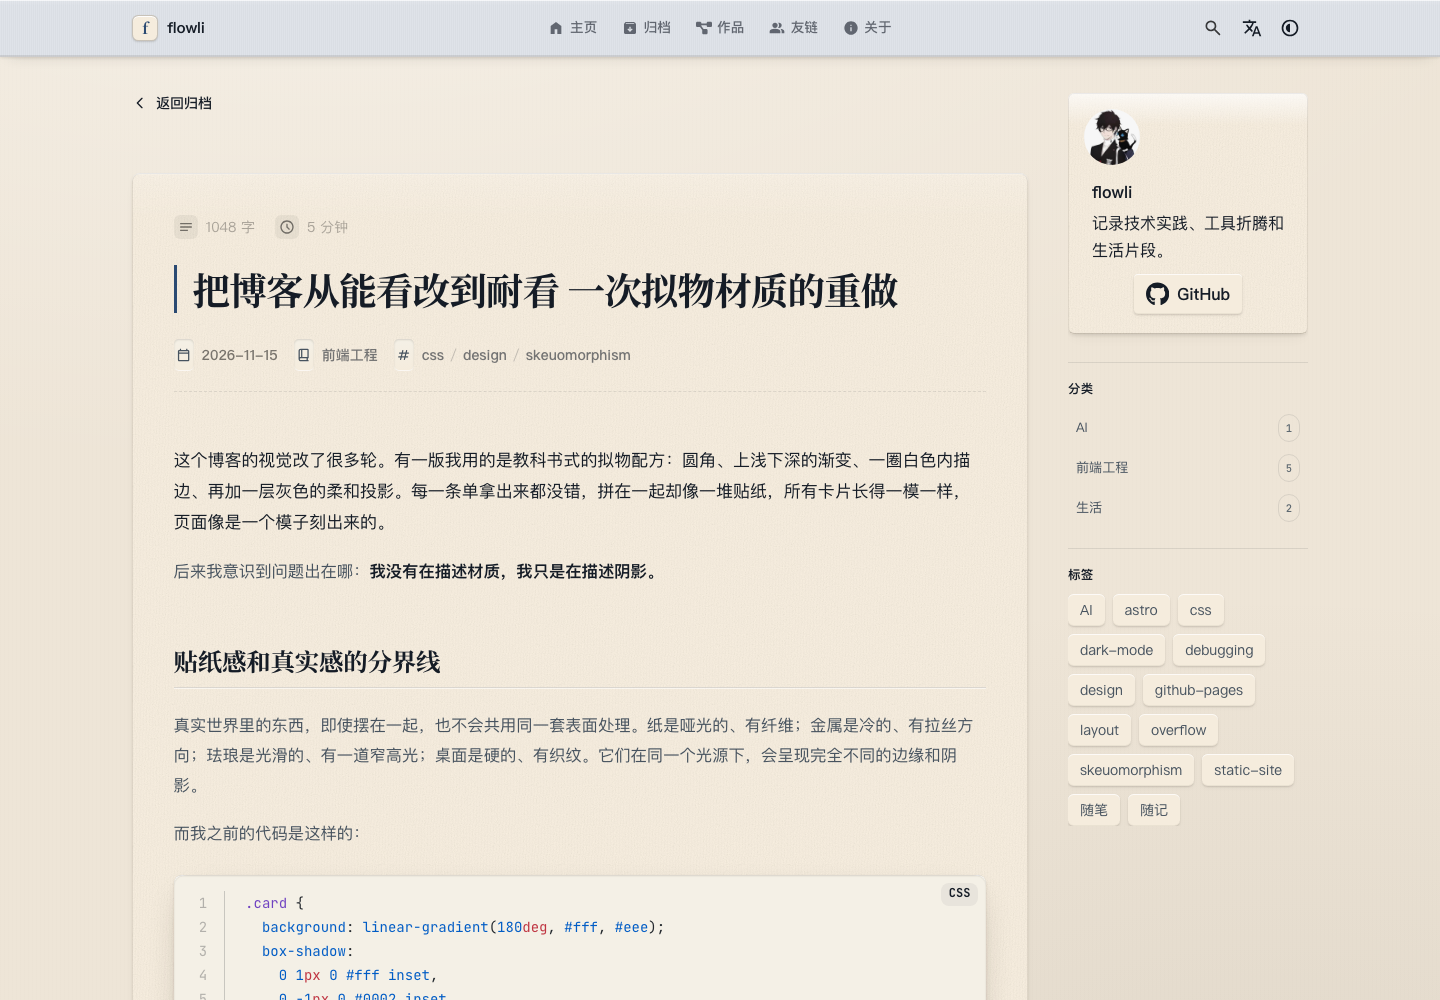 f flowli
主页 归档 作品 友链 关于
返回归档
1048 字 5 分钟
把博客从能看改到耐看 一次拟物材质的重做
2026-11-15 前端工程 # css / design / skeuomorphism
这个博客的视觉改了很多轮。有一版我用的是教科书式的拟物配方：圆角、上浅下深的渐变、一圈白色内描
边、再加一层灰色的柔和投影。每一条单拿出来都没错，拼在一起却像一堆贴纸，所有卡片长得一模一样，
页面像是一个模子刻出来的。
后来我意识到问题出在哪：我没有在描述材质，我只是在描述阴影。
贴纸感和真实感的分界线
真实世界里的东西，即使摆在一起，也不会共用同一套表面处理。纸是哑光的、有纤维；金属是冷的、有拉丝方
向；珐琅是光滑的、有一道窄高光；桌面是硬的、有织纹。它们在同一个光源下，会呈现完全不同的边缘和阴
影。
而我之前的代码是这样的：
CSS
1 .card {
2 background: linear-gradient(180deg, #fff, #eee);
3 box-shadow:
4 0 1px 0 #fff inset,
5 0 -1px 0 #0002 inset
flowli
记录技术实践、工具折腾和
生活片段。
GitHub
分类
AI 1
前端工程 5
生活 2
标签
AI astro css
dark-mode debugging
design github-pages
layout overflow
skeuomorphism static-site
随笔 随记